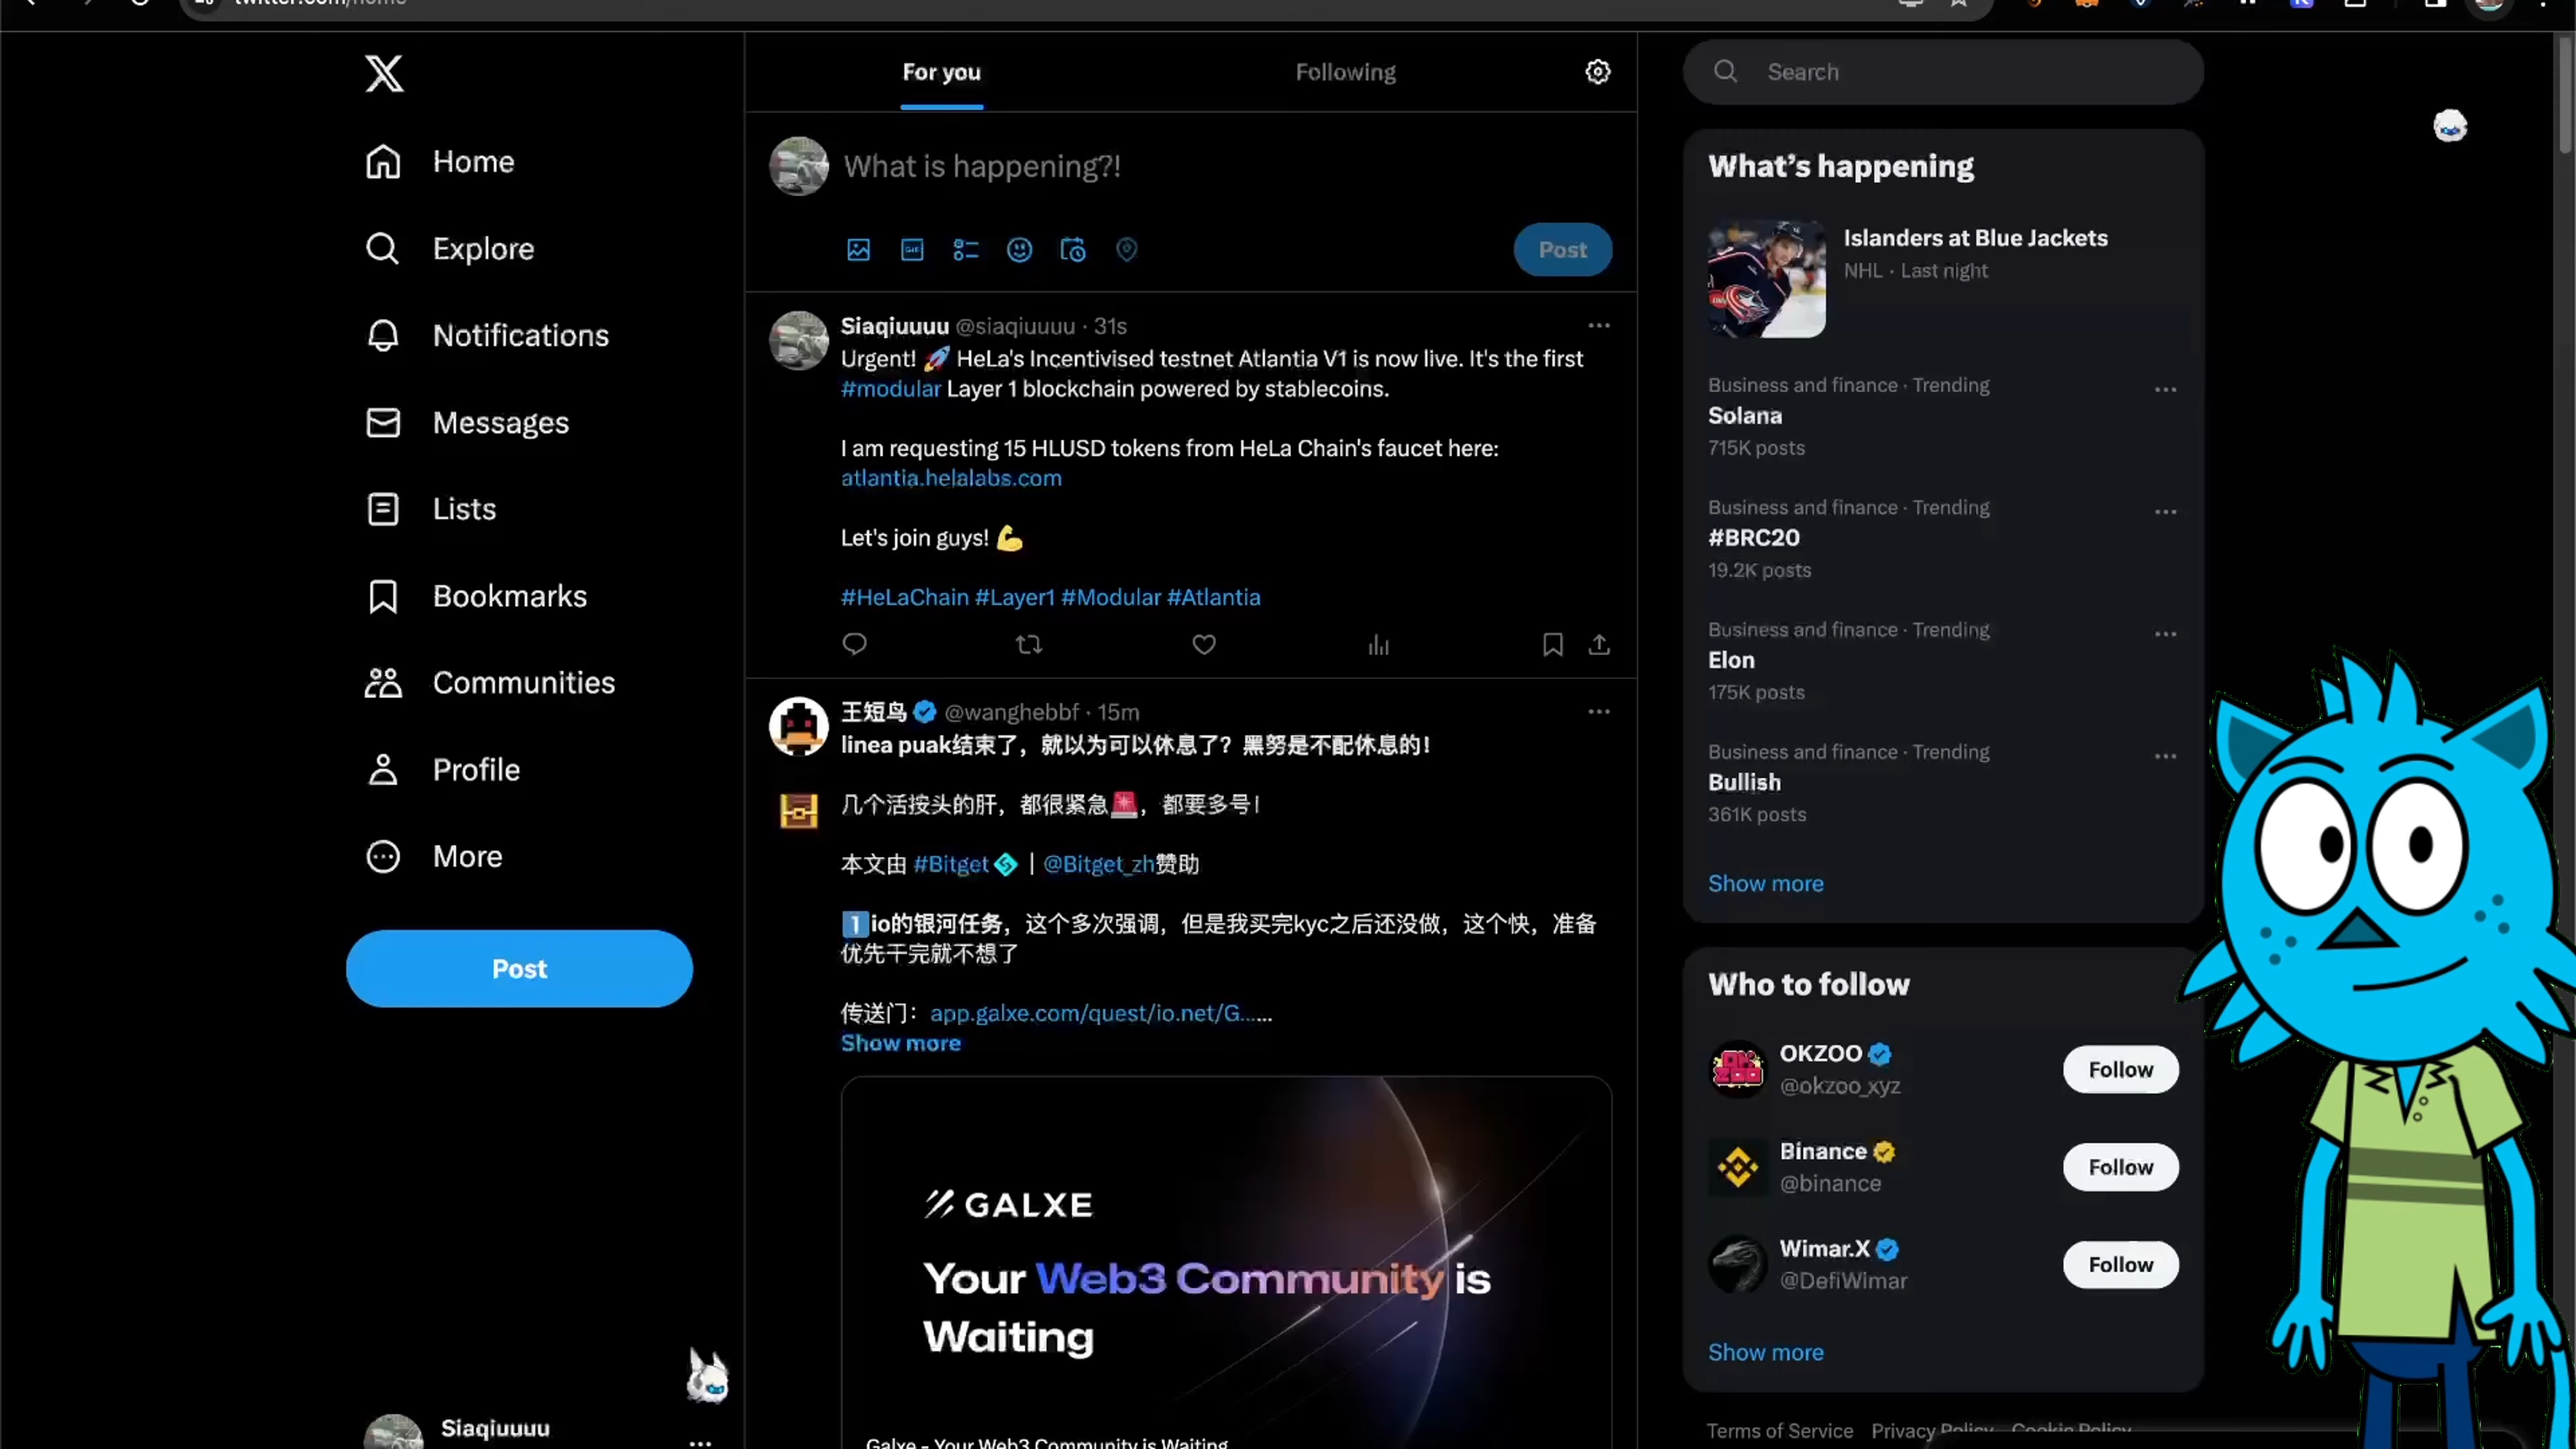 twitter.com/home
For you
Following
Search
Home
Explore
Notifications
Messages
Lists
Bookmarks
Communities
Profile
More
Post
Siaqiuuuu
What is happening?!
GIF
Post
Siaqiuuuu @siaqiuuuu · 31s
Urgent! 🚀 HeLa's Incentivised testnet Atlantia V1 is now live. It's the first
#modular Layer 1 blockchain powered by stablecoins.
I am requesting 15 HLUSD tokens from HeLa Chain's faucet here:
atlantia.helalabs.com
Let's join guys! 💪
#HeLaChain #Layer1 #Modular #Atlantia
王短鸟 @wanghebbf · 15m
linea puak结束了，就以为可以休息了？黑努是不配休息的！
几个活按头的肝，都很紧急🚨，都要多号！
本文由 #Bitget | @Bitget_zh赞助
1️⃣io的银河任务，这个多次强调，但是我买完kyc之后还没做，这个快，准备
优先干完就不想了
传送门：app.galxe.com/quest/io.net/G......
Show more
GALXE
Your Web3 Community is
Waiting
Galxe - Your Web3 Community is Waiting
What's happening
Islanders at Blue Jackets
NHL · Last night
Business and finance · Trending
Solana
715K posts
Business and finance · Trending
#BRC20
19.2K posts
Business and finance · Trending
Elon
175K posts
Business and finance · Trending
Bullish
361K posts
Show more
Who to follow
OKZOO
@okzoo_xyz
Follow
Binance
@binance
Follow
Wimar.X
@DefiWimar
Follow
Show more
Terms of Service Privacy Policy Cookie Policy